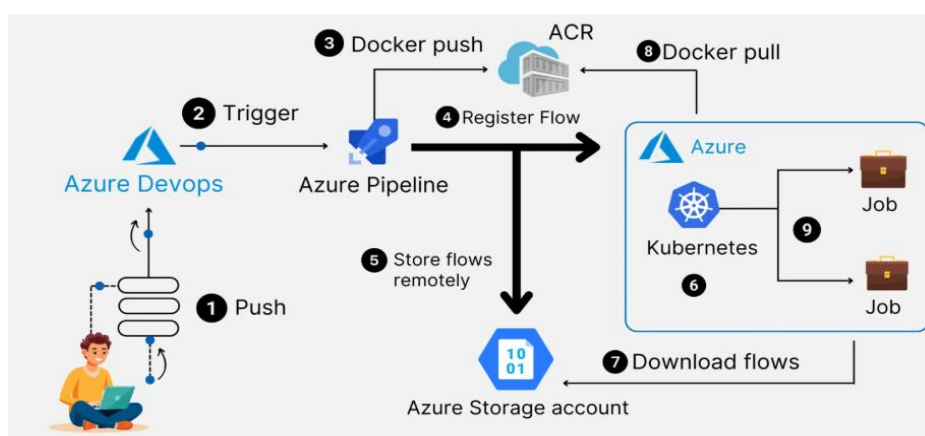 3 Docker push
ACR
8 Docker pull
2 Trigger
4 Register Flow
Azure
Azure Devops
Azure Pipeline
Job
Kubernetes
9
5 Store flows
remotely
6
1 Push
Job
10
01
7 Download flows
Azure Storage account